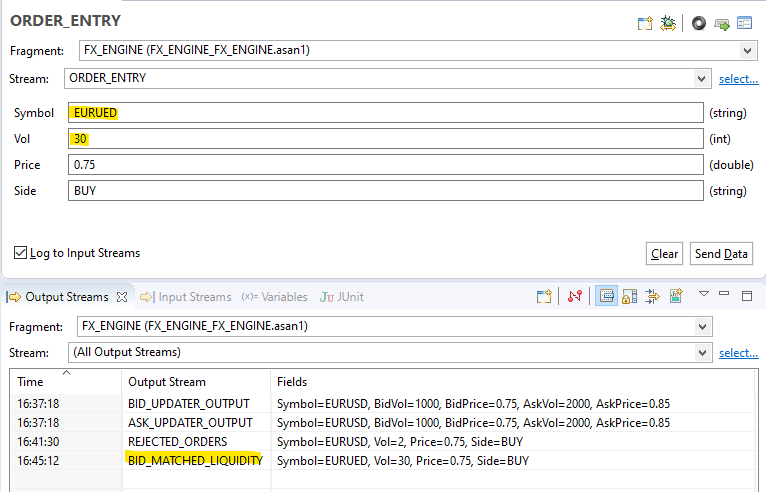 ORDER_ENTRY
Fragment: FX_ENGINE (FX_ENGINE_FX_ENGINE.asan1)
Stream: ORDER_ENTRY select...
Symbol EURUED (string)
Vol 30 (int)
Price 0.75 (double)
Side BUY (string)
Log to Input Streams Clear Send Data
Output Streams Input Streams (x)= Variables Ju JUnit
Fragment: FX_ENGINE (FX_ENGINE_FX_ENGINE.asan1)
Stream: (All Output Streams) select...
Time Output Stream Fields
16:37:18 BID_UPDATER_OUTPUT Symbol=EURUSD, BidVol=1000, BidPrice=0.75, AskVol=2000, AskPrice=0.85
16:37:18 ASK_UPDATER_OUTPUT Symbol=EURUSD, BidVol=1000, BidPrice=0.75, AskVol=2000, AskPrice=0.85
16:41:30 REJECTED_ORDERS Symbol=EURUSD, Vol=2, Price=0.75, Side=BUY
16:45:12 BID_MATCHED_LIQUIDITY Symbol=EURUED, Vol=30, Price=0.75, Side=BUY